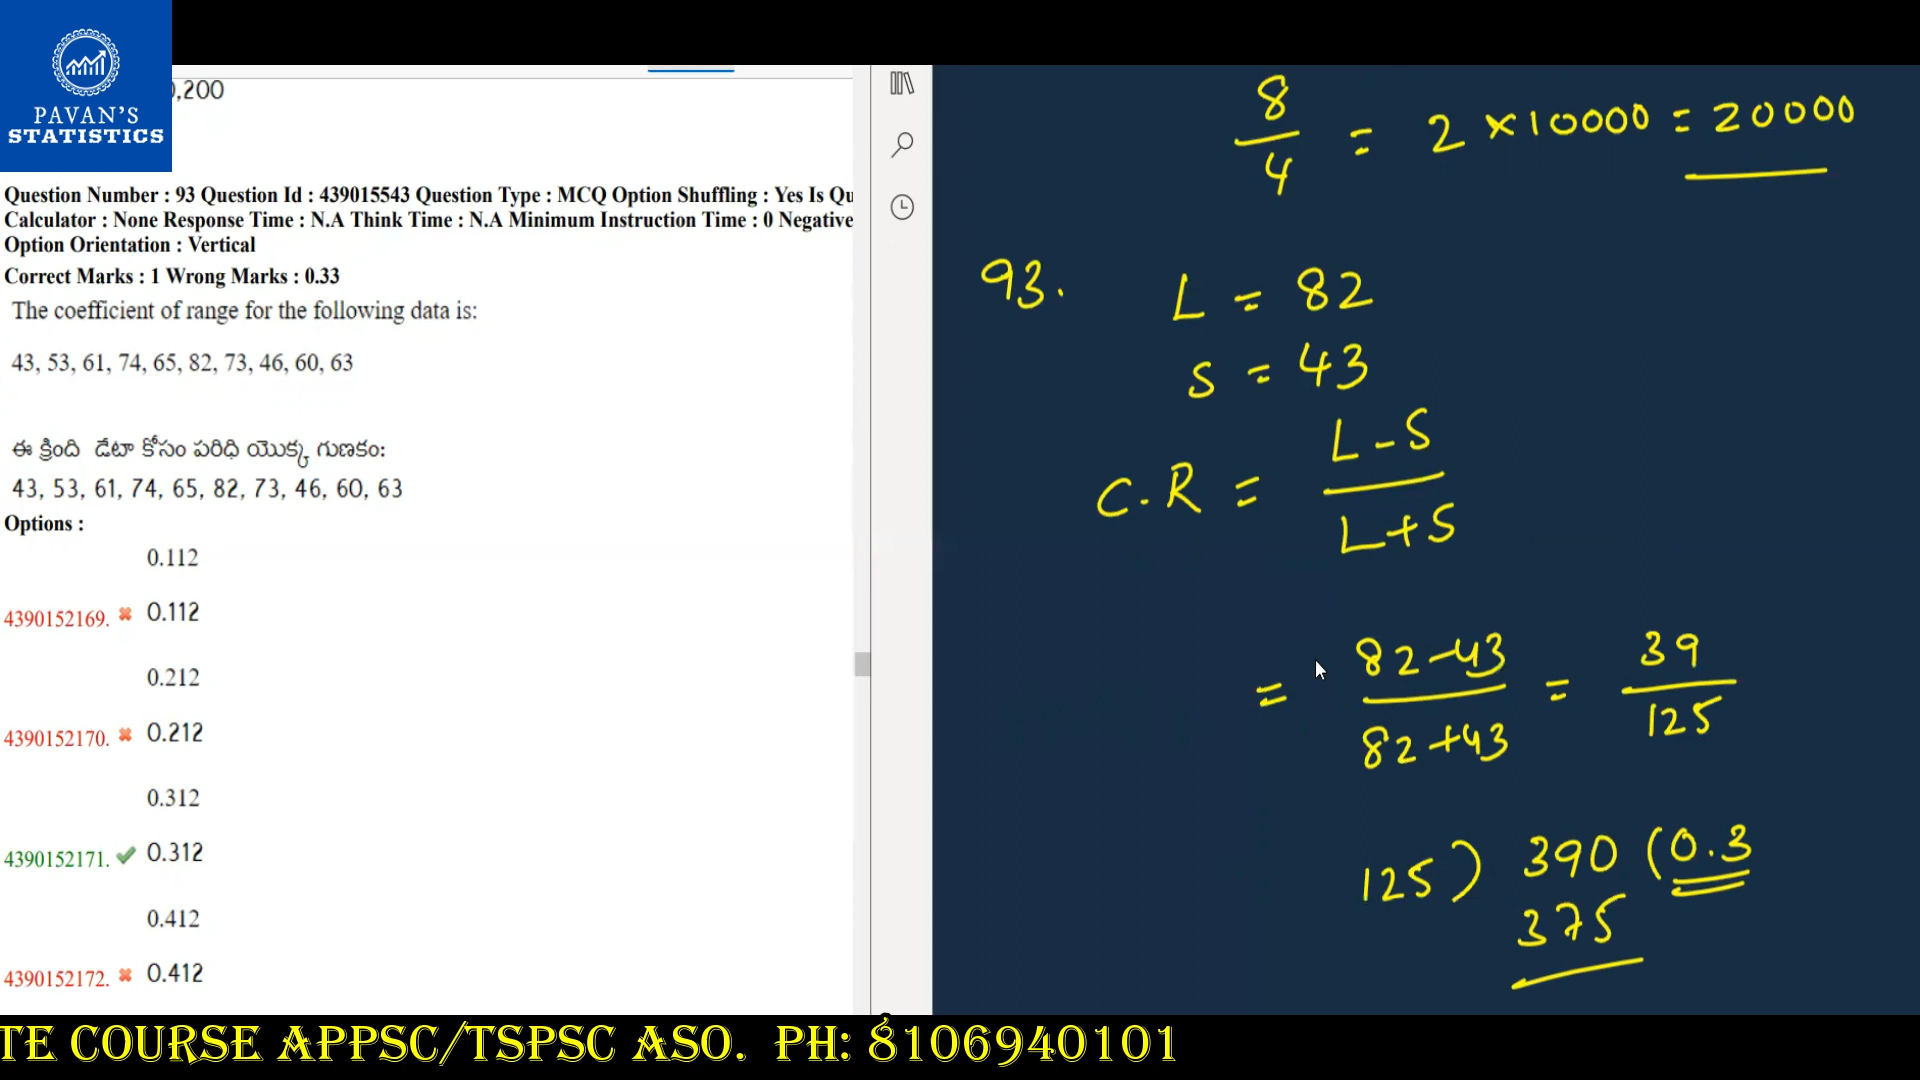 PAVAN'S
STATISTICS
,200
Question Number : 93 Question Id : 439015543 Question Type : MCQ Option Shuffling : Yes Is Qu
Calculator : None Response Time : N.A Think Time : N.A Minimum Instruction Time : 0 Negative
Option Orientation : Vertical
Correct Marks : 1 Wrong Marks : 0.33
The coefficient of range for the following data is:
43, 53, 61, 74, 65, 82, 73, 46, 60, 63
ఈ క్రింది డేటా కోసం పరిధి యొక్క గుణకం:
43, 53, 61, 74, 65, 82, 73, 46, 60, 63
Options :
0.112
4390152169. ✖ 0.112
0.212
4390152170. ✖ 0.212
0.312
4390152171. ✔ 0.312
0.412
4390152172. ✖ 0.412
8/4 = 2 × 10000 = 20000
93. L = 82
S = 43
C.R = L-S / L+S
= 82-43 / 82+43 = 39 / 125
125) 390 (0.3
375
TE COURSE APPSC/TSPSC ASO. PH: 8106940101